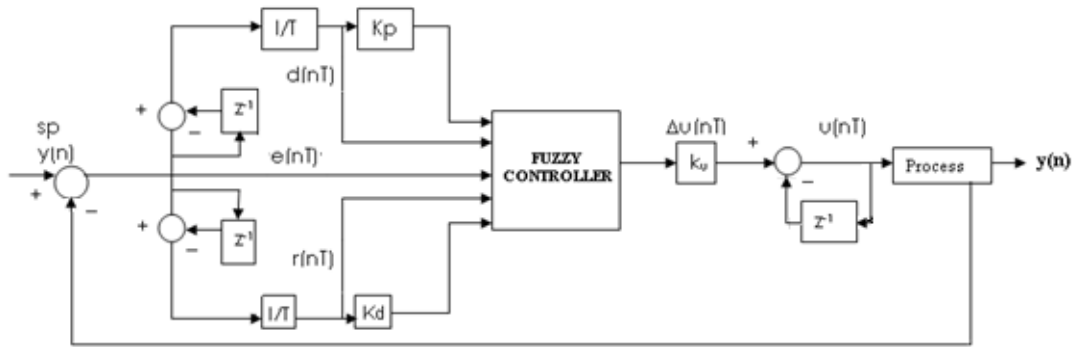 I/T
Kp
d(nT)
+
Z⁻¹
−
sp
y(n)
e(nT)
+
−
FUZZY
CONTROLLER
Δu(nT)
kᵤ
+
−
u(nT)
Z⁻¹
Process
y(n)
+
−
Z⁻¹
r(nT)
I/T
Kd